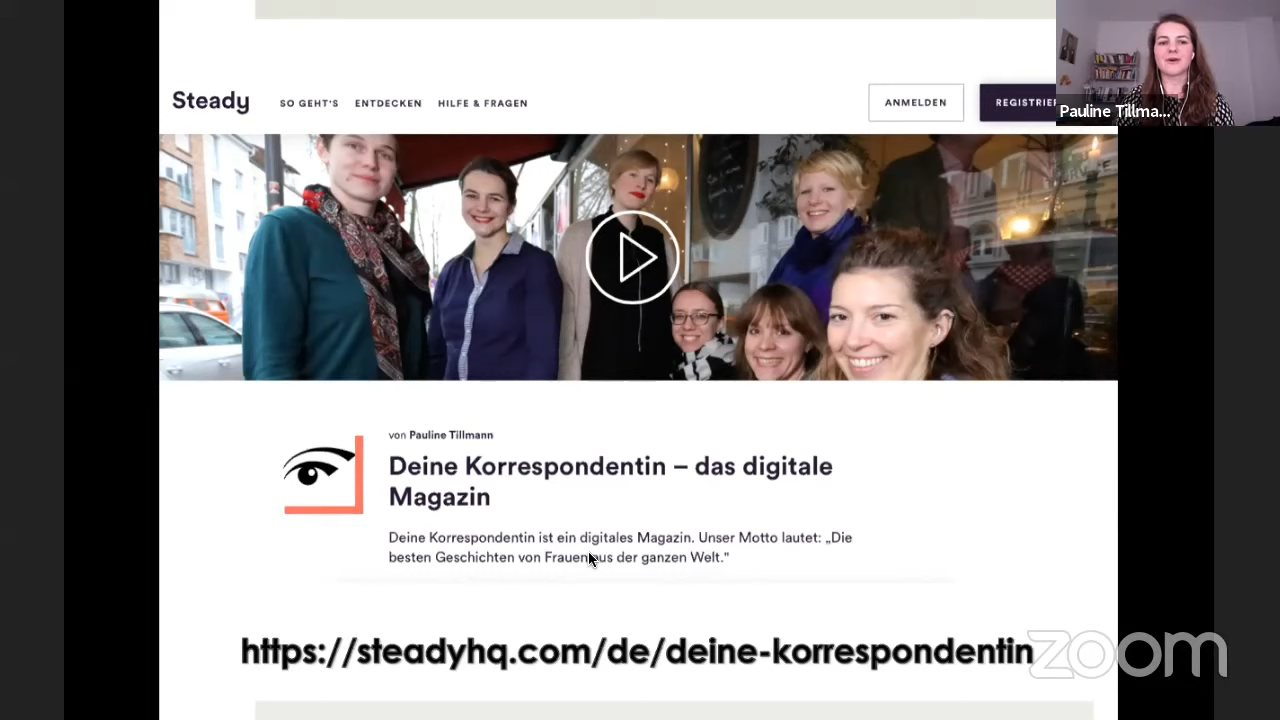 Steady
SO GEHT'S ENTDECKEN HILFE & FRAGEN
ANMELDEN
Pauline Tillma...
von Pauline Tillmann
Deine Korrespondentin – das digitale
Magazin
Deine Korrespondentin ist ein digitales Magazin. Unser Motto lautet: „Die
besten Geschichten von Frauen aus der ganzen Welt."
https://steadyhq.com/de/deine-korrespondentin
zoom